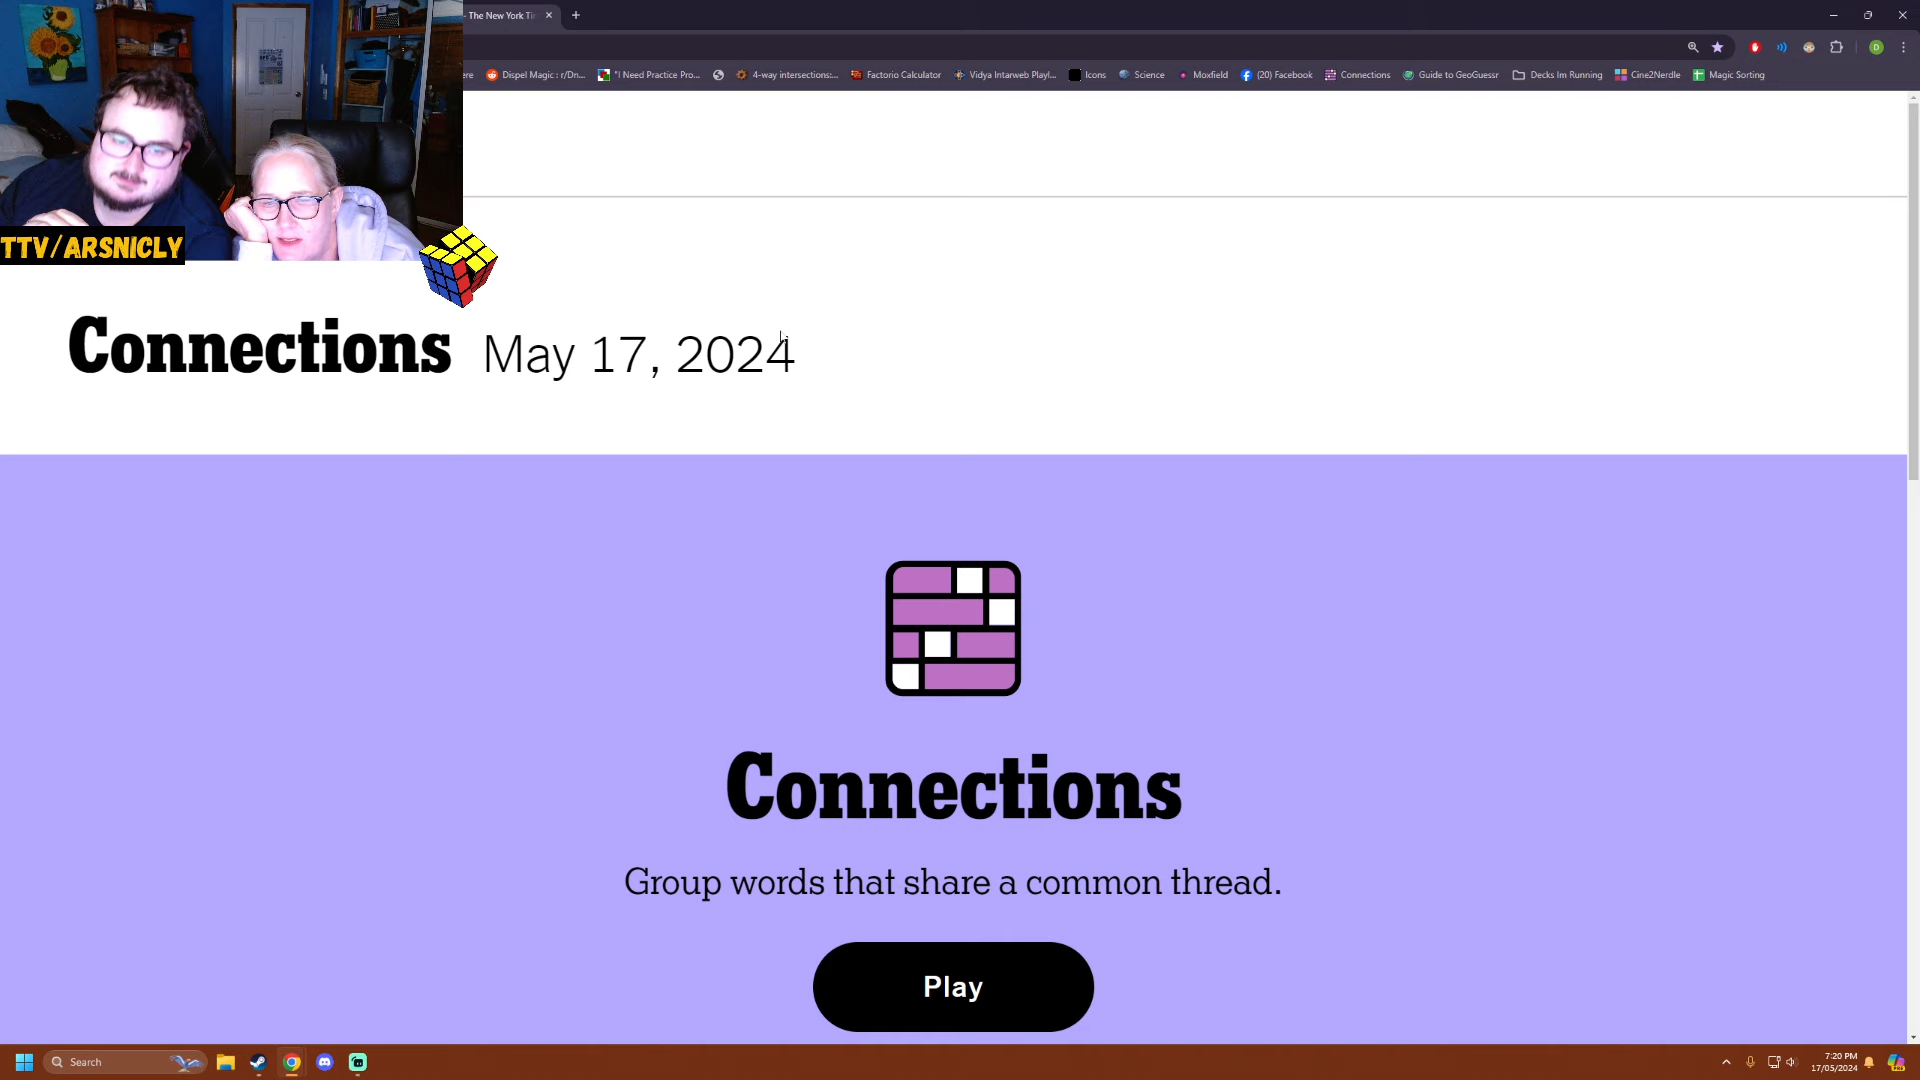 - The New York Tin
ere
Dispel Magic : r/Dn...
"I Need Practice Pro...
4-way intersections:...
Factorio Calculator
Vidya Intarweb Playl...
Icons
Science
Moxfield
(20) Facebook
Connections
Guide to GeoGuessr
Decks Im Running
Cine2Nerdle
Magic Sorting
D
TTV/ARSNICLY
Connections May 17, 2024
Connections
Group words that share a common thread.
Play
Search
7:20 PM
17/05/2024